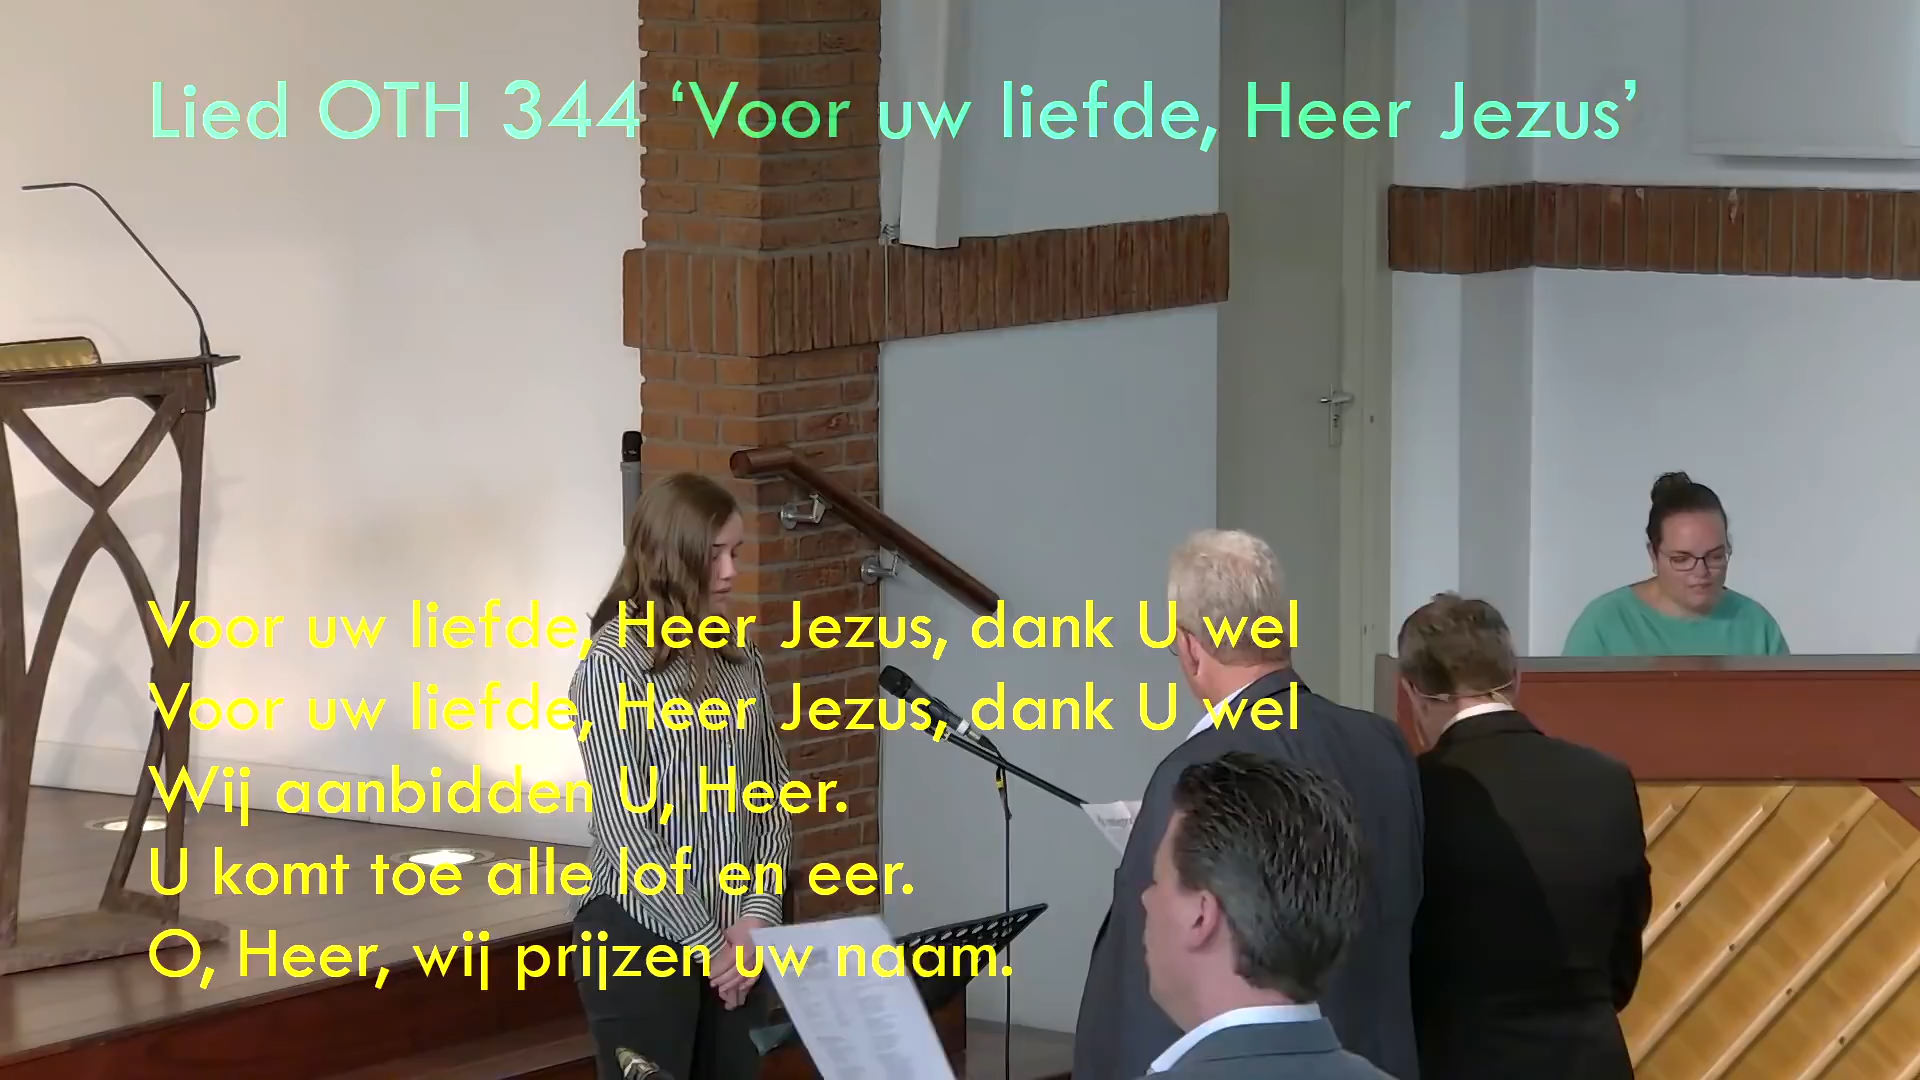 Lied OTH 344 ‘Voor uw liefde, Heer Jezus’
Voor uw liefde, Heer Jezus, dank U wel
Voor uw liefde, Heer Jezus, dank U wel
Wij aanbidden U, Heer.
U komt toe alle lof en eer.
O, Heer, wij prijzen uw naam.